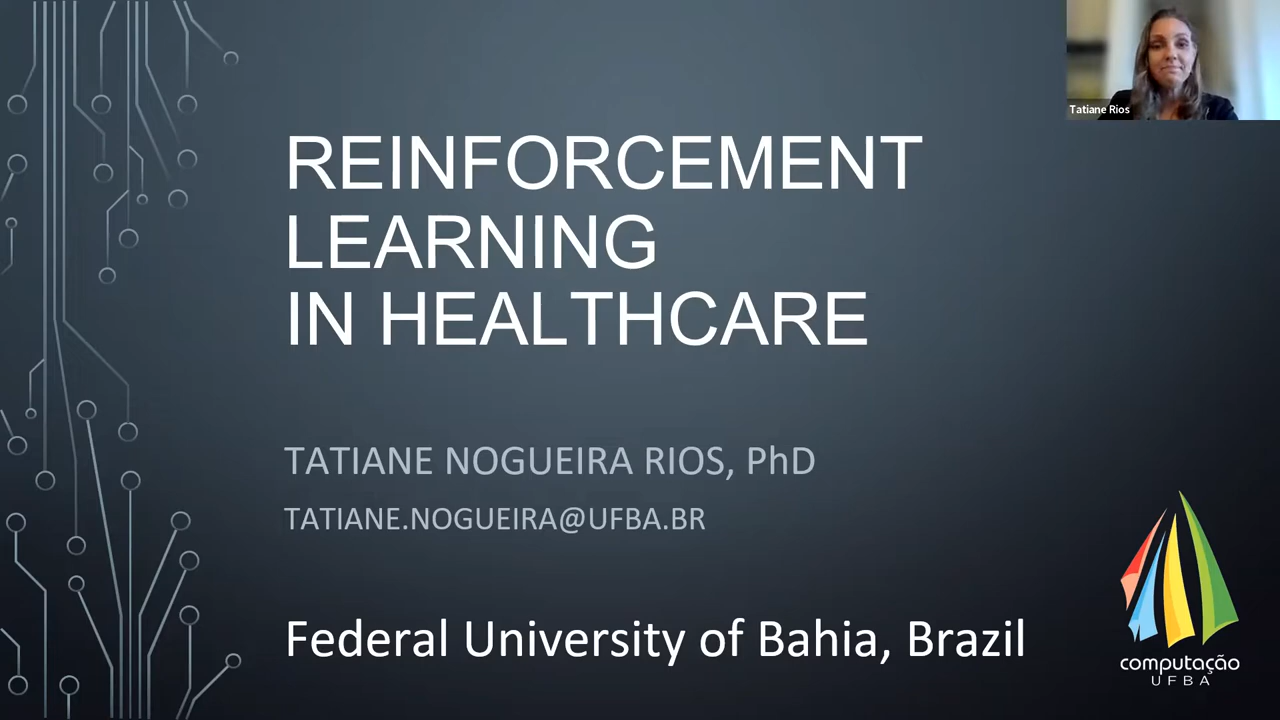 Tatiane Rios
REINFORCEMENT
LEARNING
IN HEALTHCARE
TATIANE NOGUEIRA RIOS, PhD
TATIANE.NOGUEIRA@UFBA.BR
Federal University of Bahia, Brazil
computação
UFBA